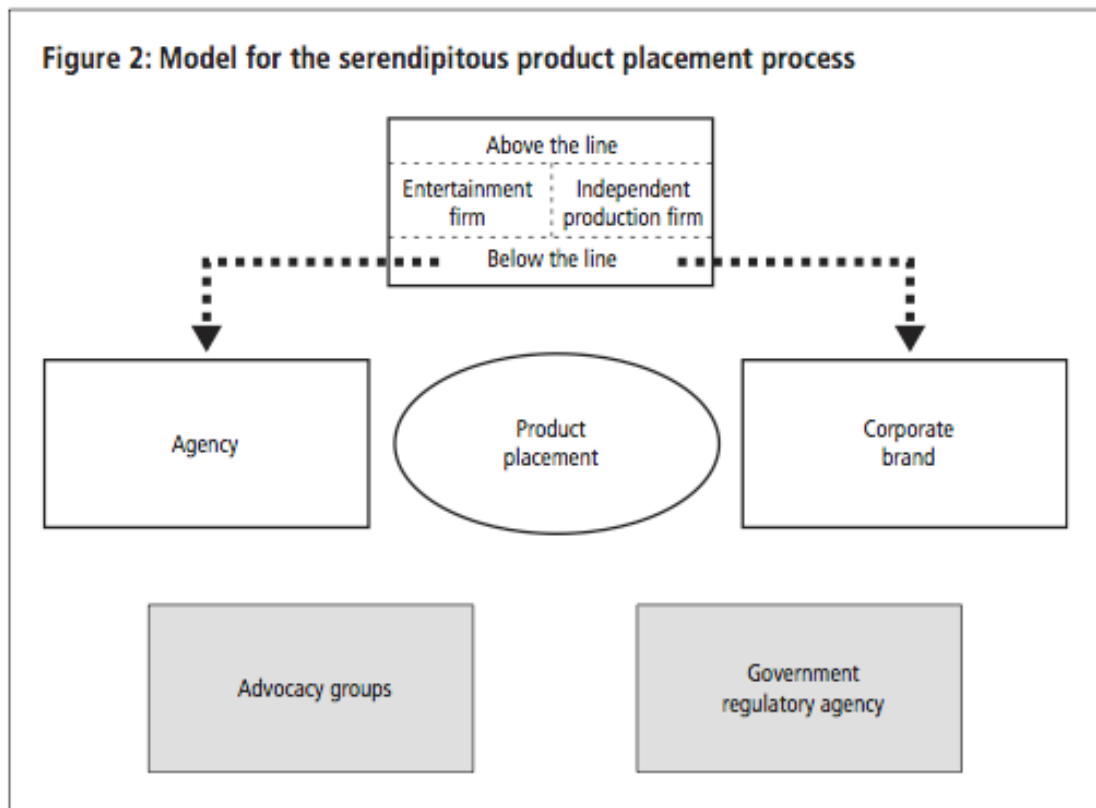 Figure 2: Model for the serendipitous product placement process
Above the line
Entertainment
firm
Independent
production firm
Below the line
Agency
Product
placement
Corporate
brand
Advocacy groups
Government
regulatory agency